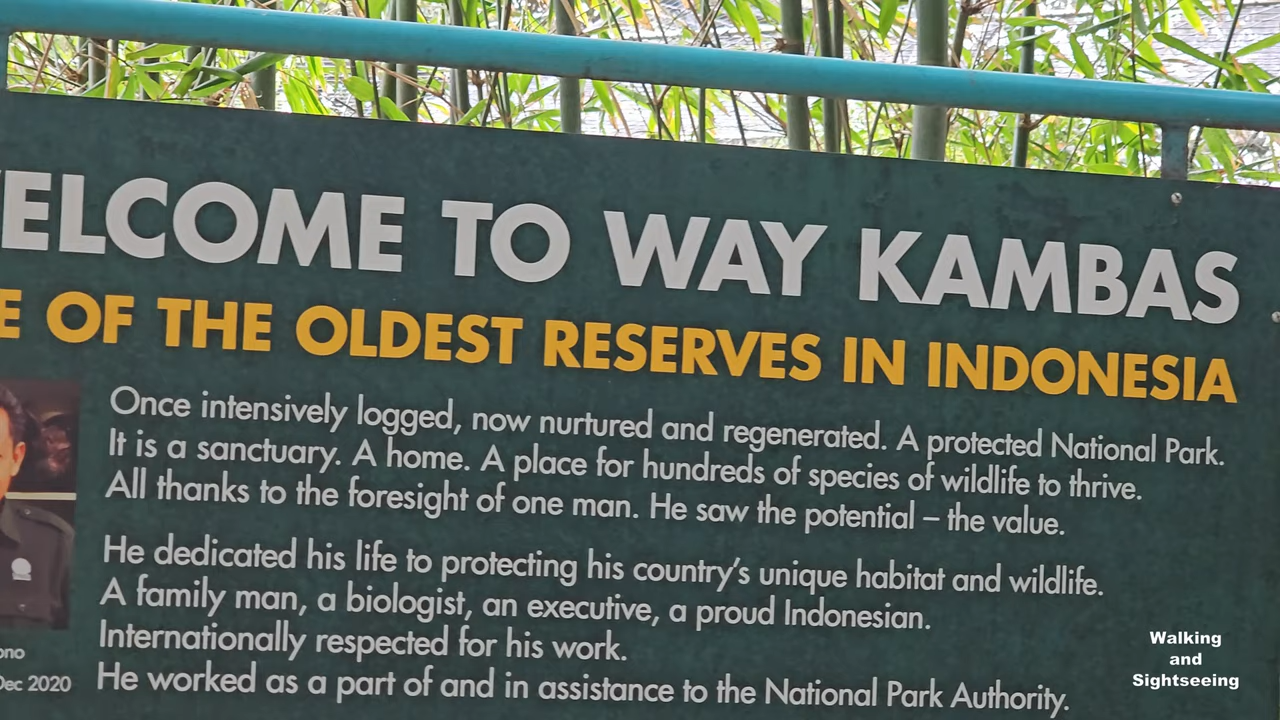 ELCOME TO WAY KAMBAS
E OF THE OLDEST RESERVES IN INDONESIA
Once intensively logged, now nurtured and regenerated. A protected National Park.
It is a sanctuary. A home. A place for hundreds of species of wildlife to thrive.
All thanks to the foresight of one man. He saw the potential – the value.
He dedicated his life to protecting his country's unique habitat and wildlife.
A family man, a biologist, an executive, a proud Indonesian.
Internationally respected for his work.
He worked as a part of and in assistance to the National Park Authority.
ono
Dec 2020
Walking
and
Sightseeing